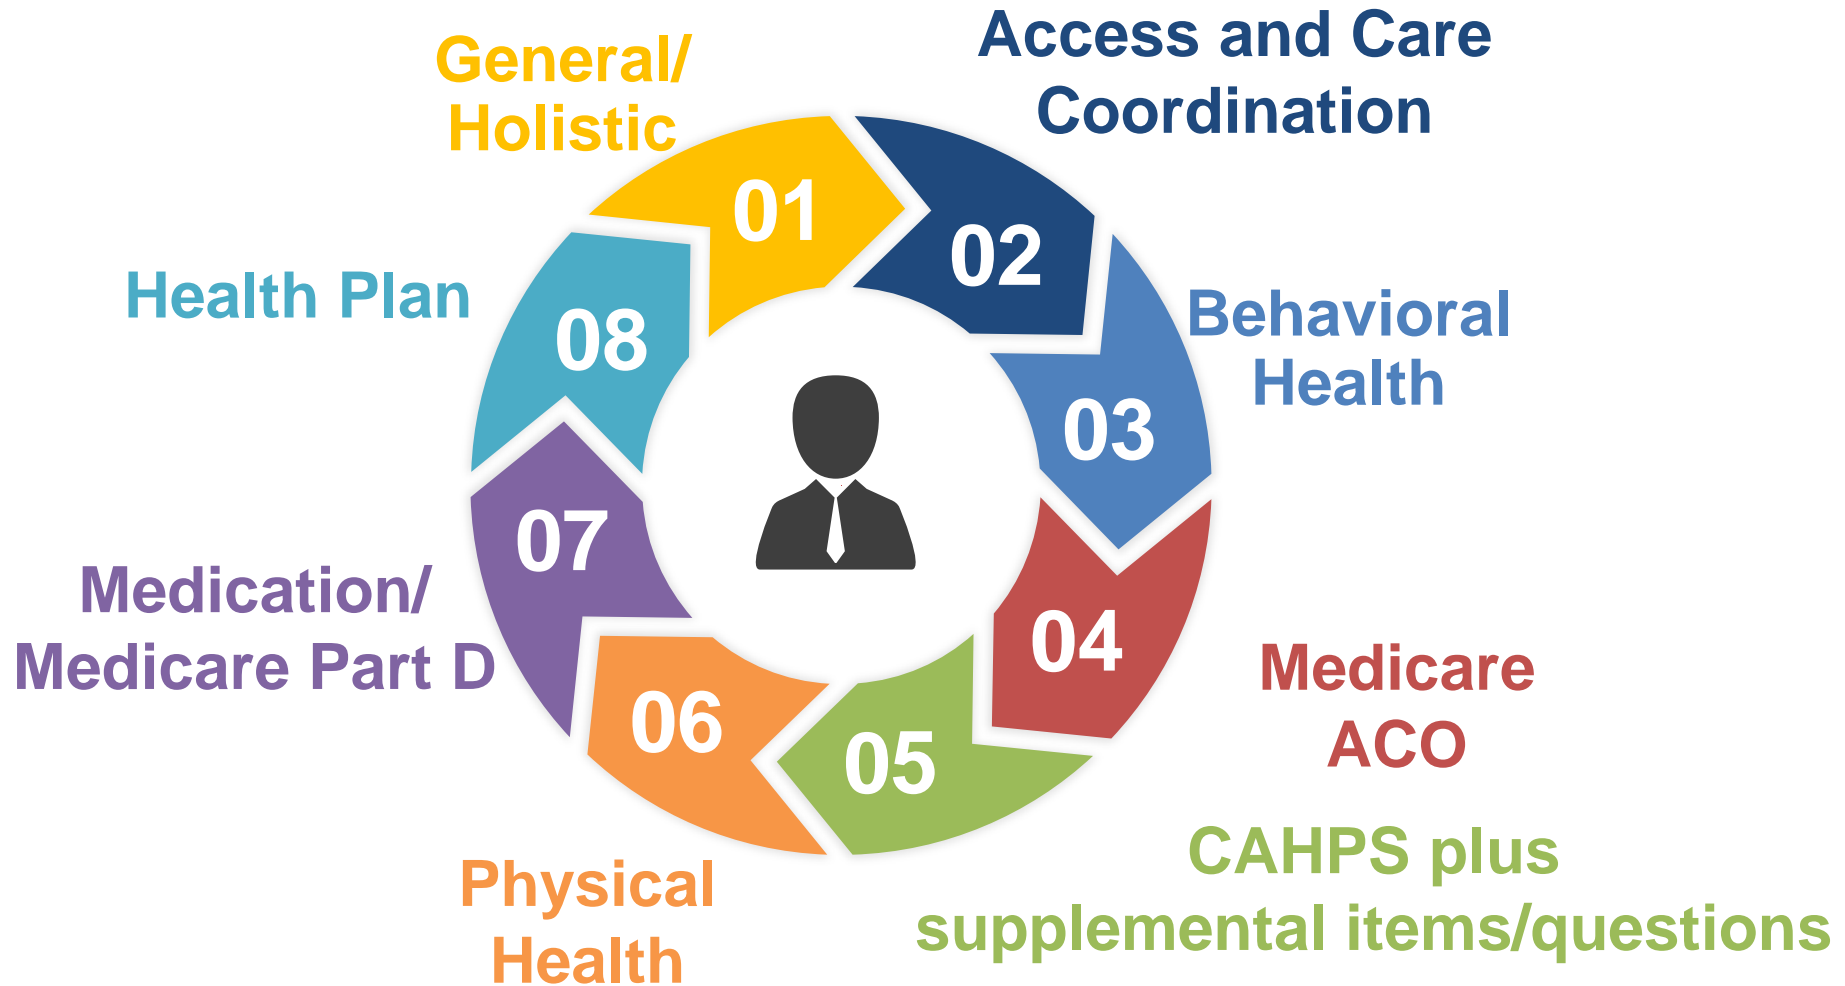 General/
Holistic
01
Access and Care
Coordination
02
Behavioral
Health
03
Medicare
ACO
04
CAHPS plus
supplemental items/questions
05
Physical
Health
06
Medication/
Medicare Part D
07
Health Plan
08